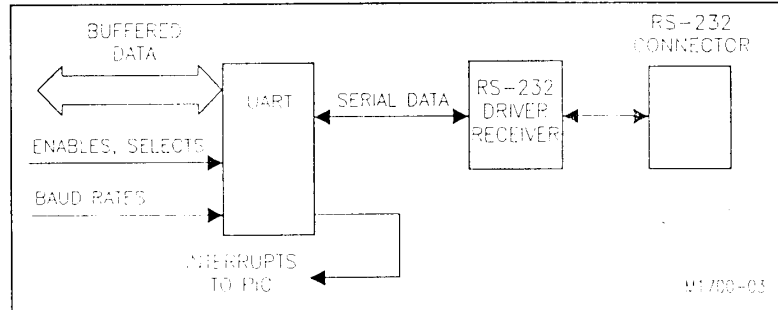 BUFFERED
DATA
UART
ENABLES, SELECTS
BAUD RATES
INTERRUPTS
TO PIC
SERIAL DATA
RS-232
DRIVER
RECEIVER
RS-232
CONNECTOR
M1700-03